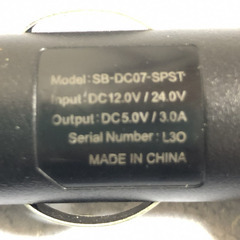 Model: SB-DC07-SPST
Input: DC12.0V / 24.0V
Output: DC5.0V / 3.0A
Serial Number: L3O
MADE IN CHINA